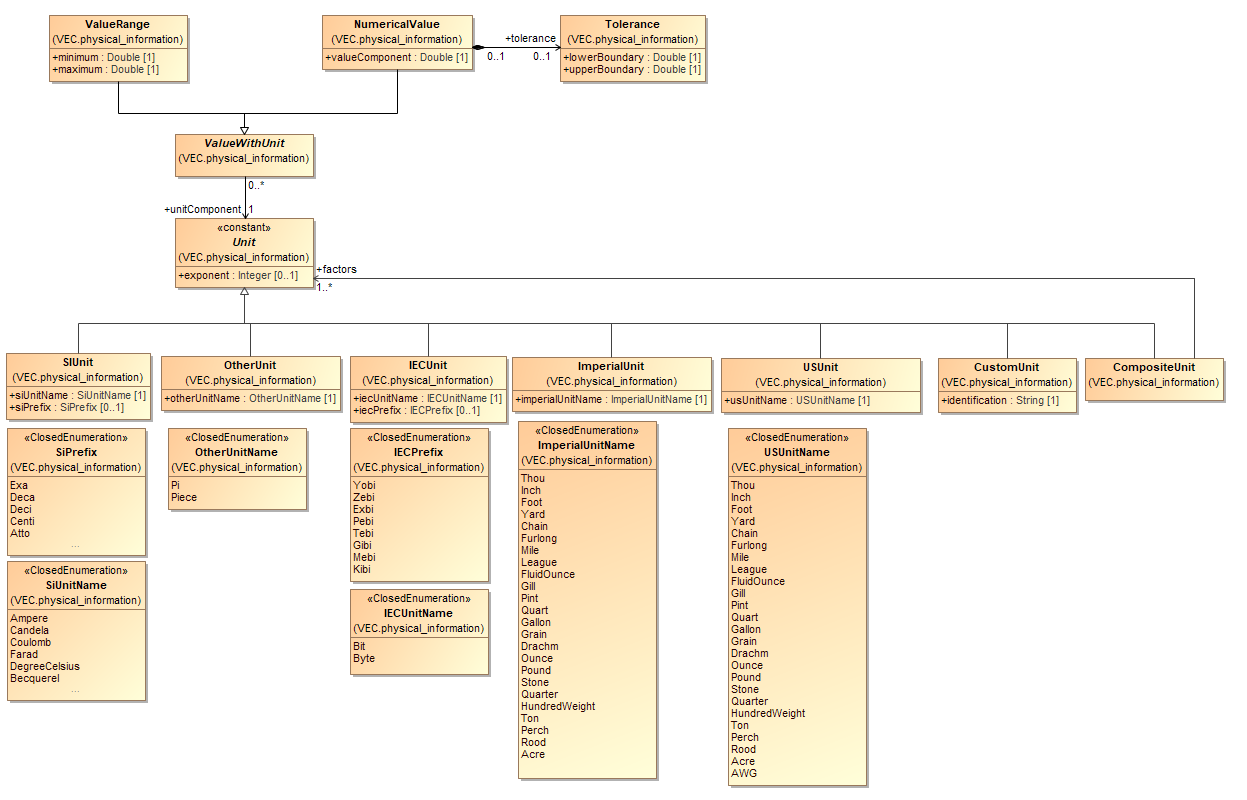 ValueRange
(VEC.physical_information)
+minimum : Double [1]
+maximum : Double [1]
NumericalValue
(VEC.physical_information)
+valueComponent : Double [1]
+tolerance
0..1
0..1
Tolerance
(VEC.physical_information)
+lowerBoundary : Double [1]
+upperBoundary : Double [1]
ValueWithUnit
(VEC.physical_information)
0..*
+unitComponent
1
«constant»
Unit
(VEC.physical_information)
+exponent : Integer [0..1]
+factors
1..*
SIUnit
(VEC.physical_information)
+siUnitName : SiUnitName [1]
+siPrefix : SiPrefix [0..1]
OtherUnit
(VEC.physical_information)
+otherUnitName : OtherUnitName [1]
IECUnit
(VEC.physical_information)
+iecUnitName : IECUnitName [1]
+iecPrefix : IECPrefix [0..1]
ImperialUnit
(VEC.physical_information)
+imperialUnitName : ImperialUnitName [1]
USUnit
(VEC.physical_information)
+usUnitName : USUnitName [1]
CustomUnit
(VEC.physical_information)
+identification : String [1]
CompositeUnit
(VEC.physical_information)
«ClosedEnumeration»
SiPrefix
(VEC.physical_information)
Exa
Deca
Deci
Centi
Atto
...
«ClosedEnumeration»
SiUnitName
(VEC.physical_information)
Ampere
Candela
Coulomb
Farad
DegreeCelsius
Becquerel
...
«ClosedEnumeration»
OtherUnitName
(VEC.physical_information)
Pi
Piece
«ClosedEnumeration»
IECPrefix
(VEC.physical_information)
Yobi
Zebi
Exbi
Pebi
Tebi
Gibi
Mebi
Kibi
«ClosedEnumeration»
IECUnitName
(VEC.physical_information)
Bit
Byte
«ClosedEnumeration»
ImperialUnitName
(VEC.physical_information)
Thou
Inch
Foot
Yard
Chain
Furlong
Mile
League
FluidOunce
Gill
Pint
Quart
Gallon
Grain
Drachm
Ounce
Pound
Stone
Quarter
HundredWeight
Ton
Perch
Rood
Acre
«ClosedEnumeration»
USUnitName
(VEC.physical_information)
Thou
Inch
Foot
Yard
Chain
Furlong
Mile
League
FluidOunce
Gill
Pint
Quart
Gallon
Grain
Drachm
Ounce
Pound
Stone
Quarter
HundredWeight
Ton
Perch
Rood
Acre
AWG